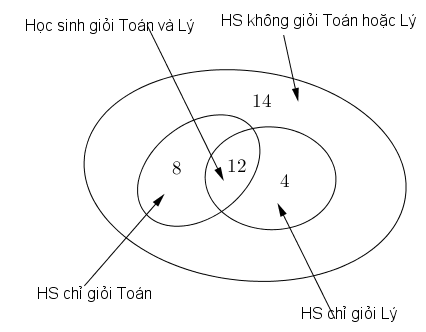 HS không giỏi Toán hoặc Lý
Học sinh giỏi Toán và Lý
14
8
12
4
HS chỉ giỏi Toán
HS chỉ giỏi Lý